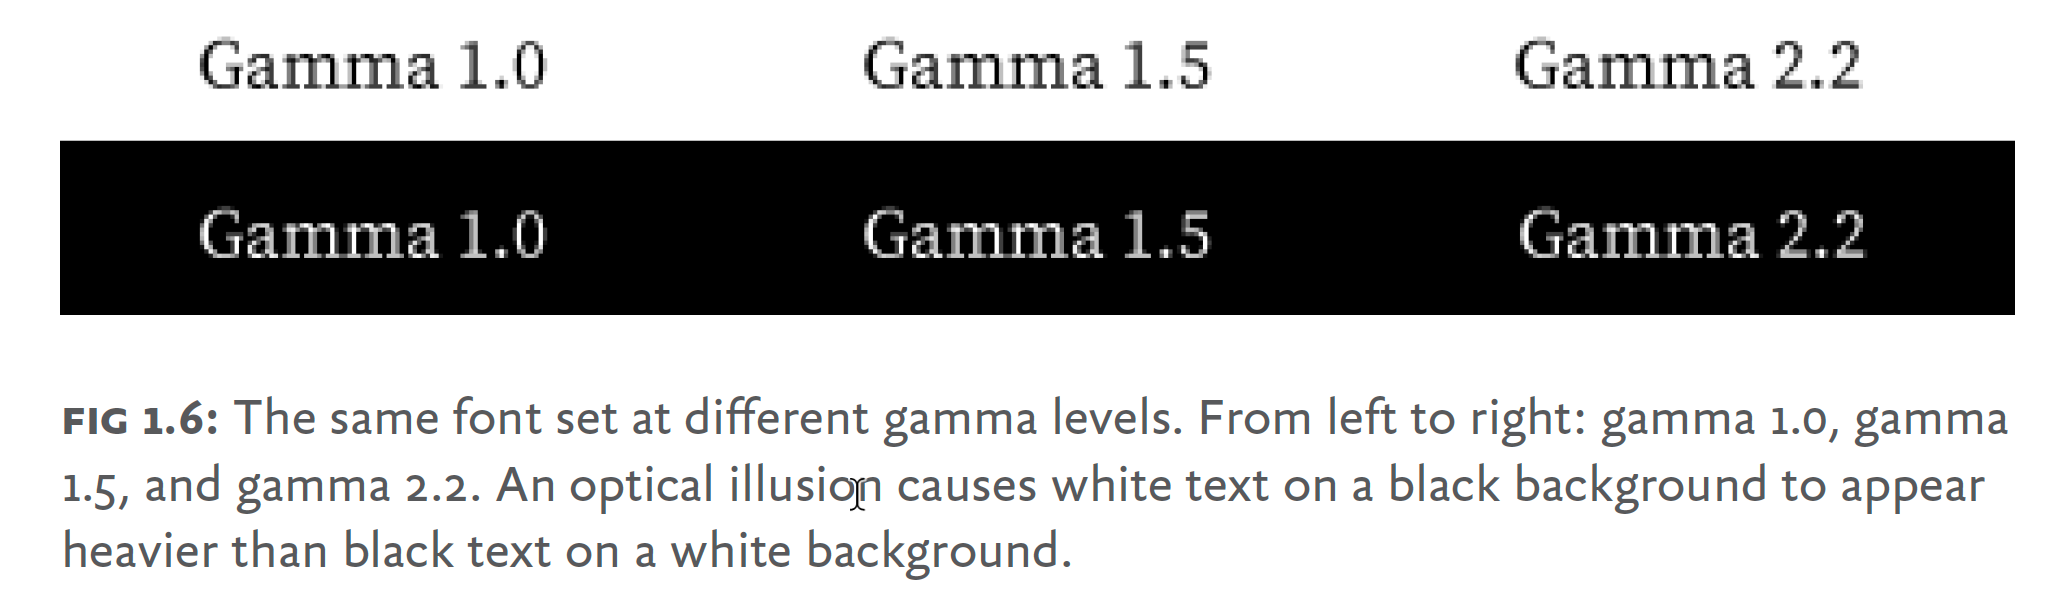 Gamma 1.0 Gamma 1.5 Gamma 2.2
Gamma 1.0 Gamma 1.5 Gamma 2.2
FIG 1.6: The same font set at different gamma levels. From left to right: gamma 1.0, gamma
1.5, and gamma 2.2. An optical illusion causes white text on a black background to appear
heavier than black text on a white background.